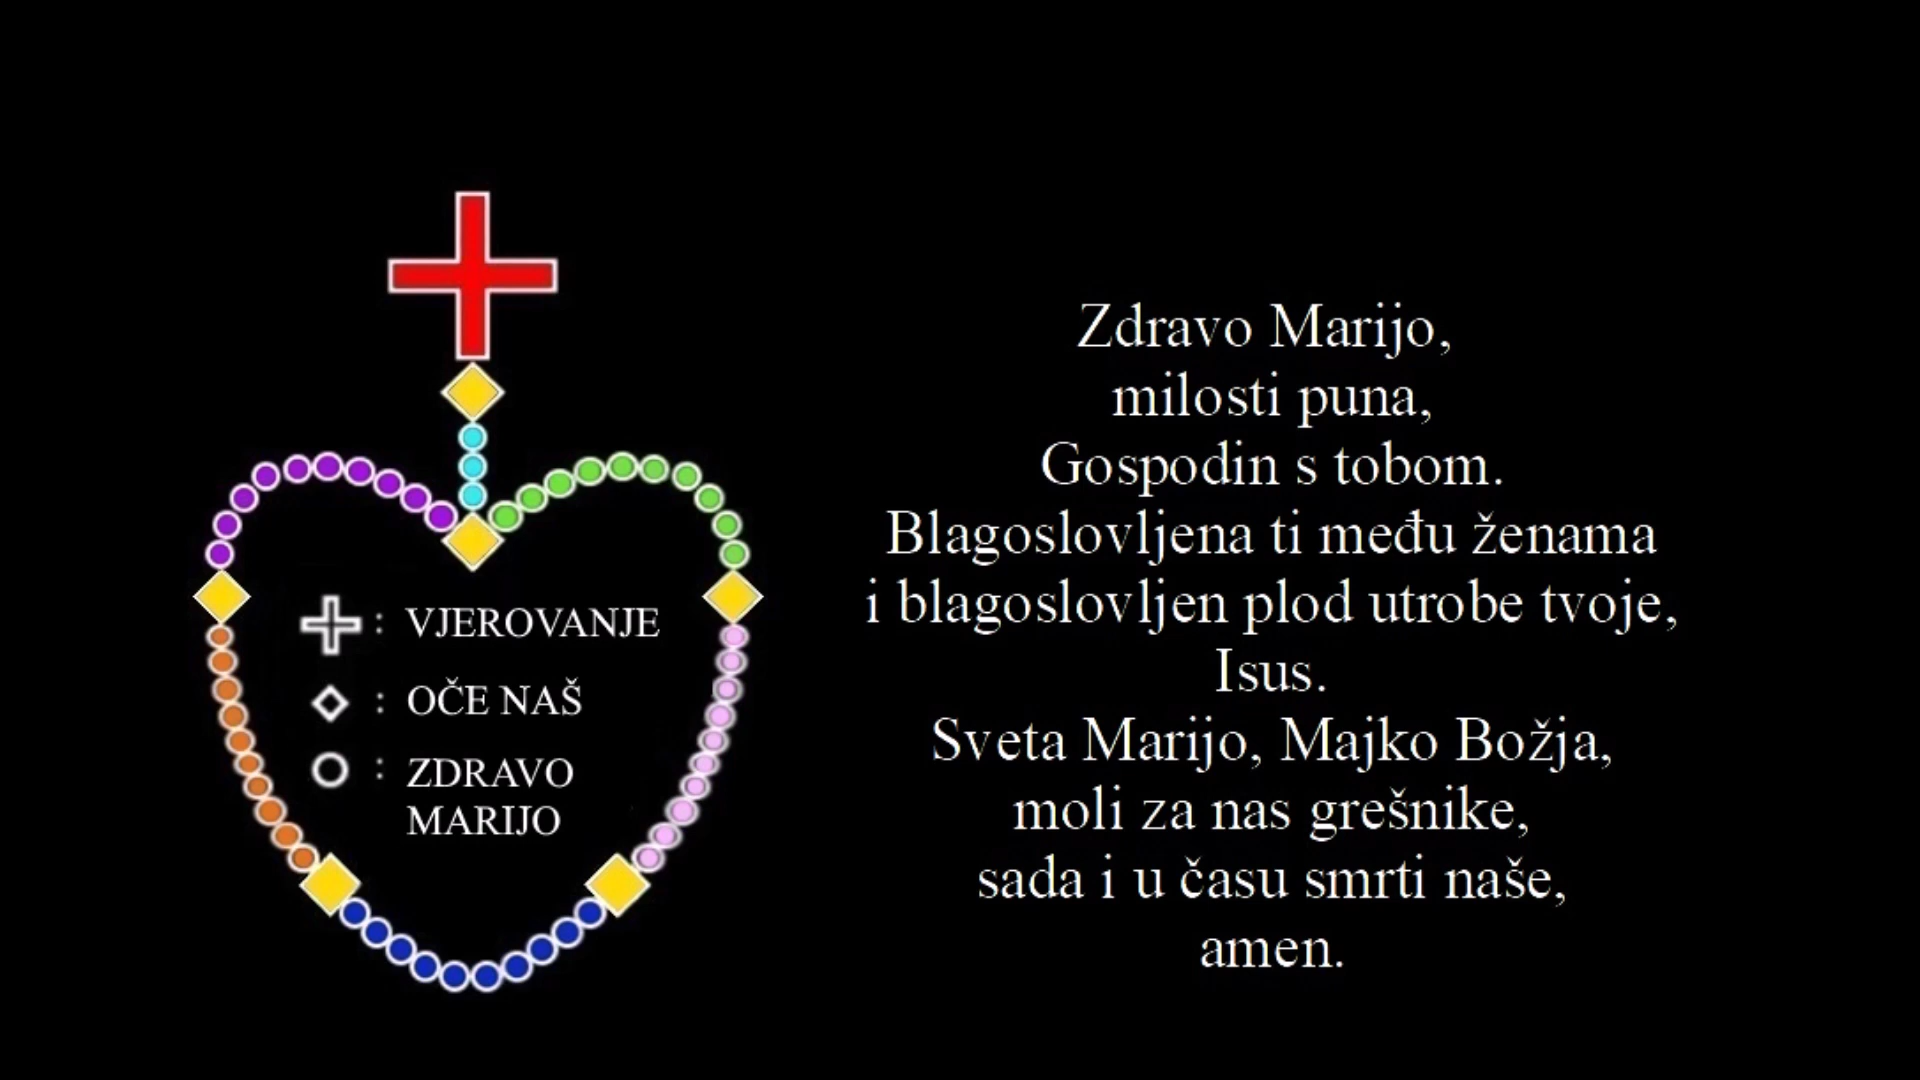 : VJEROVANJE
: OČE NAŠ
: ZDRAVO
MARIJO
Zdravo Marijo,
milosti puna,
Gospodin s tobom.
Blagoslovljena ti među ženama
i blagoslovljen plod utrobe tvoje,
Isus.
Sveta Marijo, Majko Božja,
moli za nas grešnike,
sada i u času smrti naše,
amen.